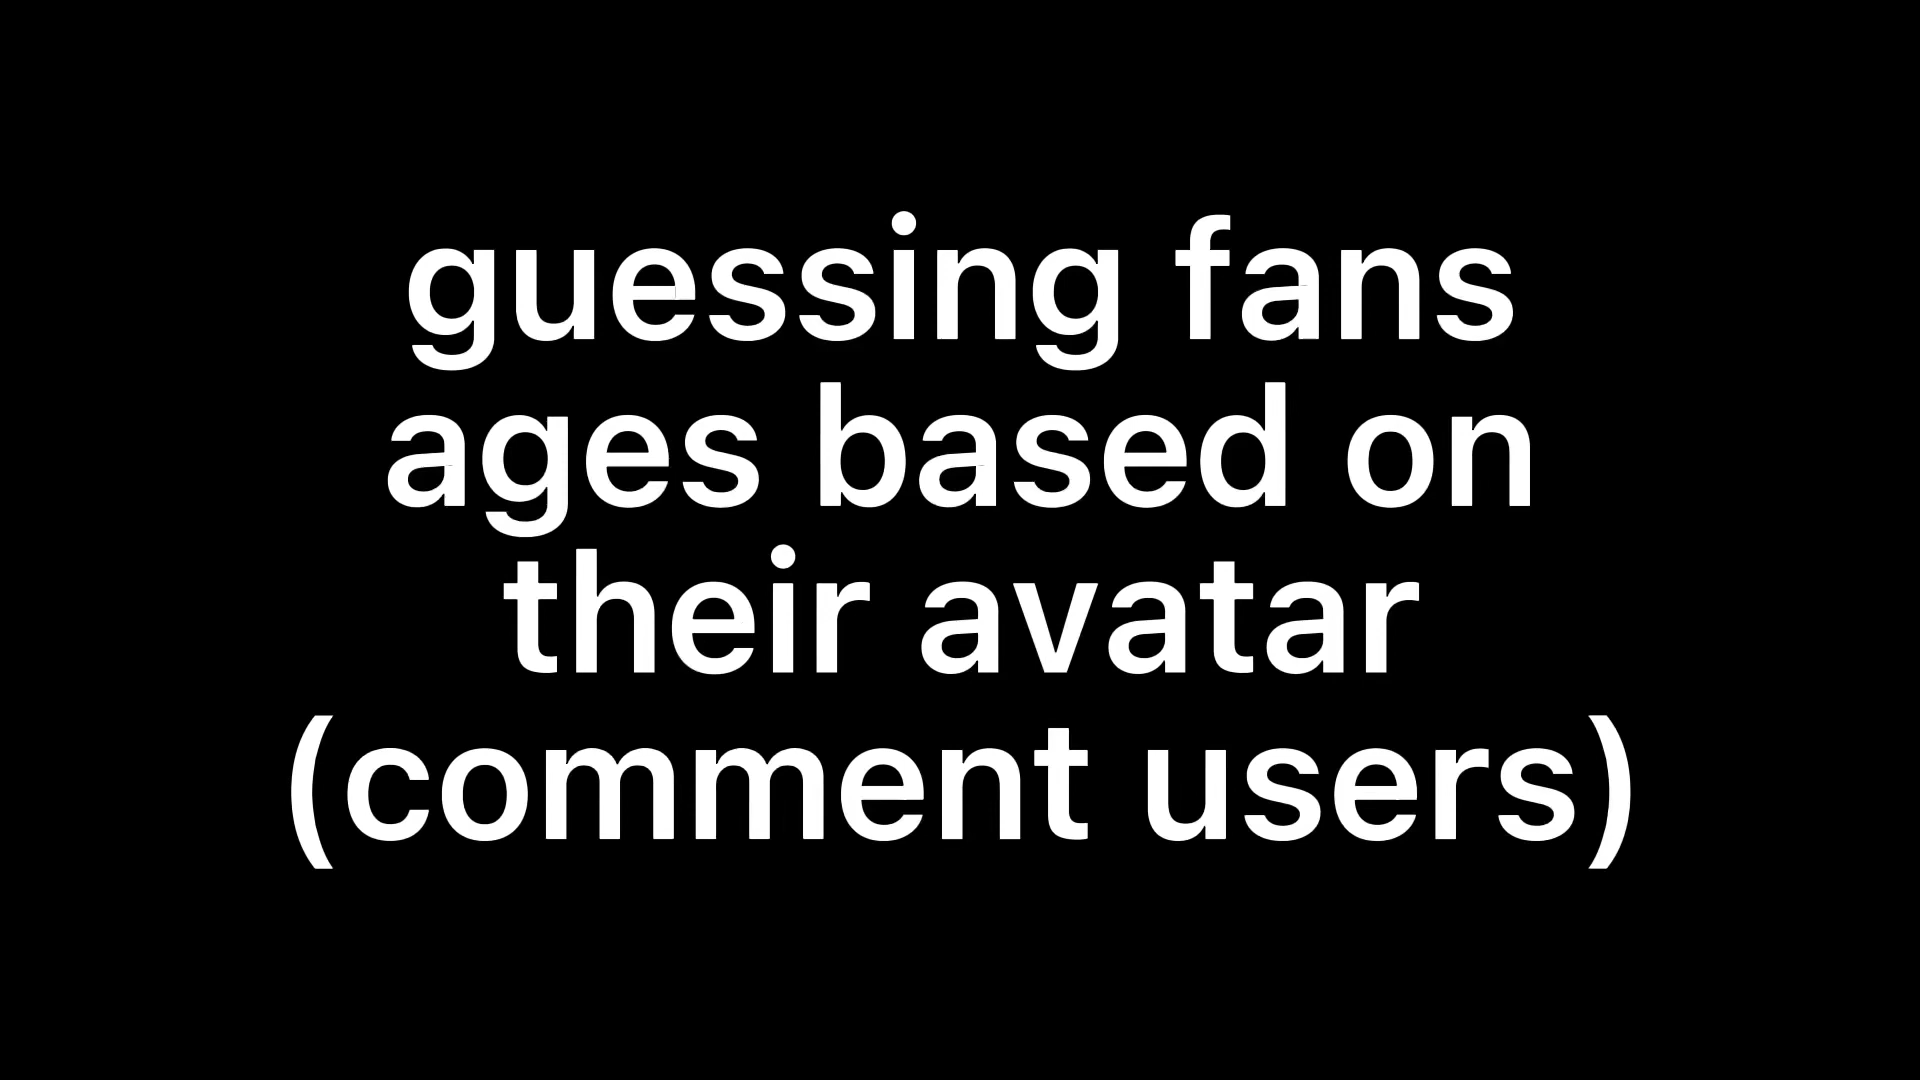 guessing fans
ages based on
their avatar
(comment users)